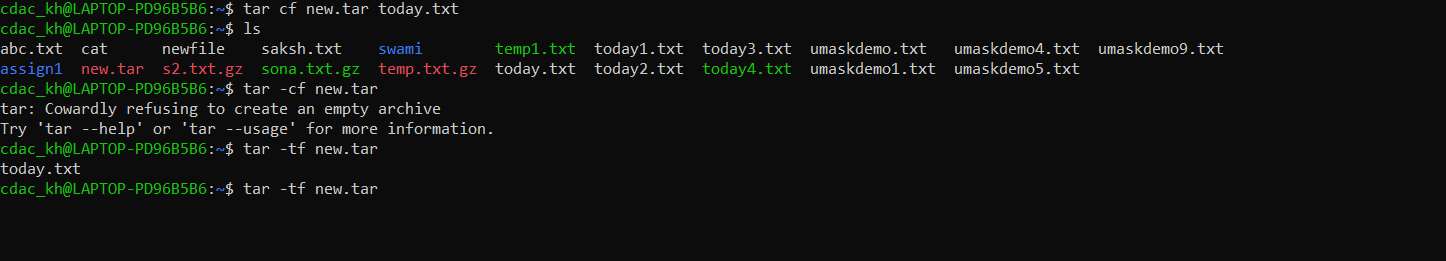 cdac_kh@LAPTOP-PD96B5B6:~$ tar cf new.tar today.txt
cdac_kh@LAPTOP-PD96B5B6:~$ ls
abc.txt  cat      newfile    saksh.txt    swami        temp1.txt  today1.txt  today3.txt  umaskdemo.txt   umaskdemo4.txt  umaskdemo9.txt
assign1  new.tar  s2.txt.gz  sona.txt.gz  temp.txt.gz  today.txt  today2.txt  today4.txt  umaskdemo1.txt  umaskdemo5.txt
cdac_kh@LAPTOP-PD96B5B6:~$ tar -cf new.tar
tar: Cowardly refusing to create an empty archive
Try 'tar --help' or 'tar --usage' for more information.
cdac_kh@LAPTOP-PD96B5B6:~$ tar -tf new.tar
today.txt
cdac_kh@LAPTOP-PD96B5B6:~$ tar -tf new.tar